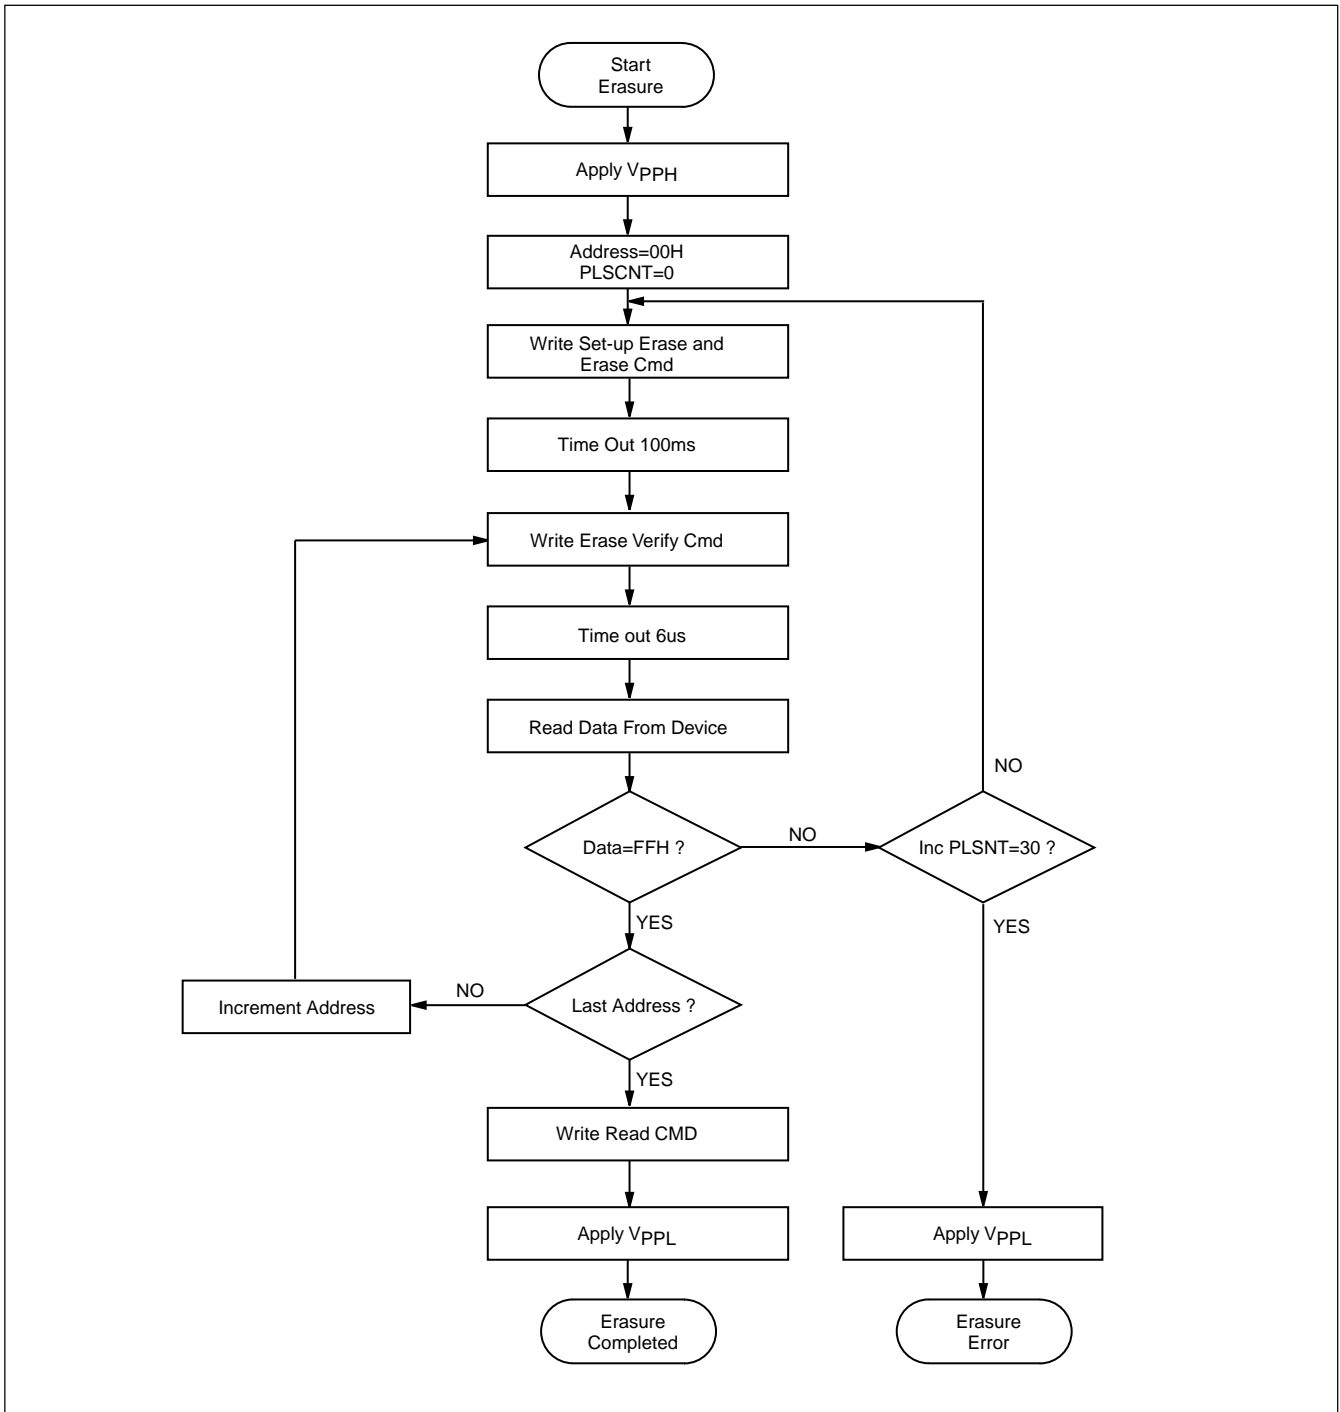 Start
Erasure
Apply VPPH
Address=00H
PLSCNT=0
Write Set-up Erase and
Erase Cmd
Time Out 100ms
Write Erase Verify Cmd
Time out 6us
Read Data From Device
NO
Data=FFH ?
NO
Inc PLSNT=30 ?
YES
YES
Increment Address
NO
Last Address ?
YES
Write Read CMD
Apply VPPL
Apply VPPL
Erasure
Completed
Erasure
Error